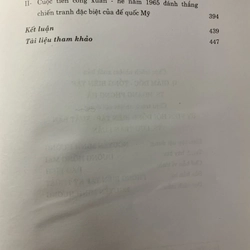 II- Cuộc tiến công Xuân - Hè năm 1965 đánh thắng
chiến tranh đặc biệt của đế quốc Mỹ 394
Kết luận 439
Tài liệu tham khảo 447